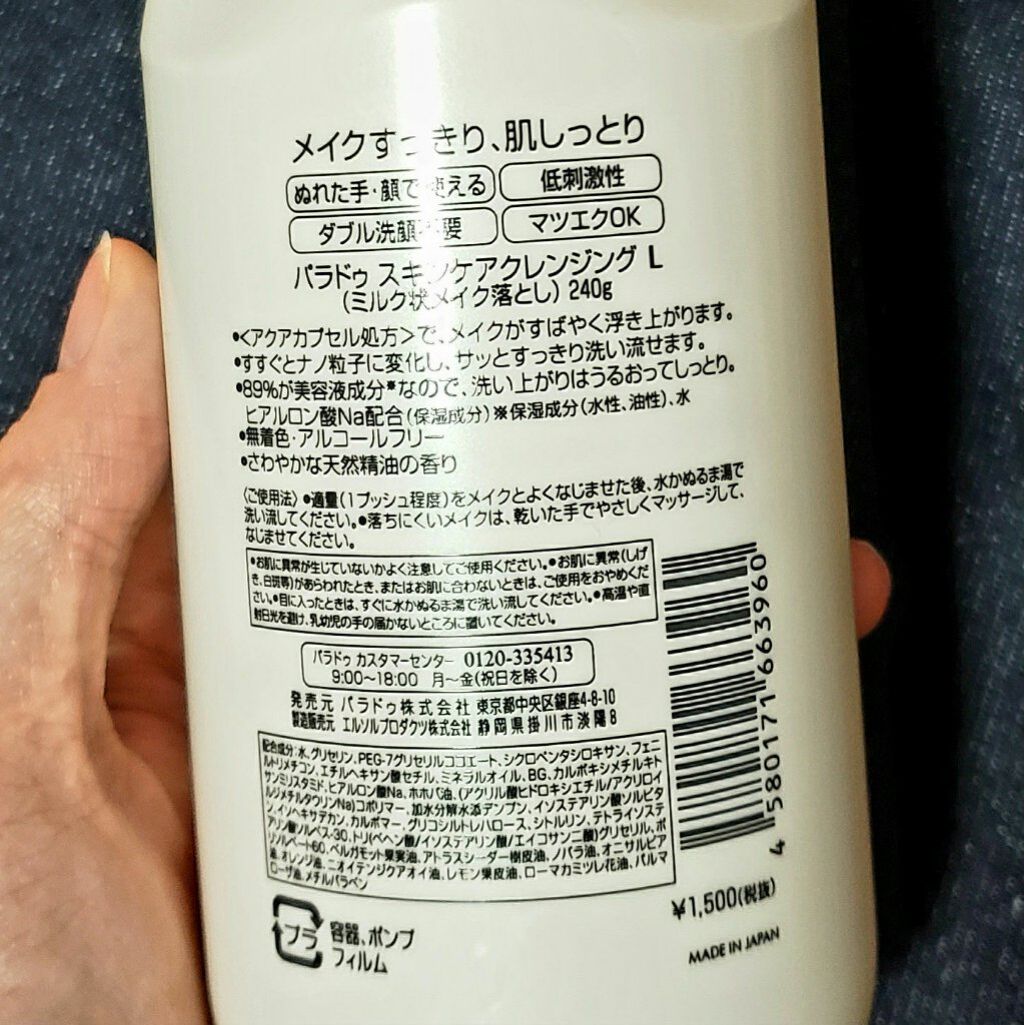 メイクすっきり、肌しっとり
ぬれた手・顔で使える 低刺激性
ダブル洗顔不要 マツエクOK
パラドゥ スキンケアクレンジング L
(ミルク状メイク落とし) 240g
•<アクアカプセル処方>で、メイクがすばやく浮き上がります。
•すすぐとナノ粒子に変化し、サッとすっきり洗い流せます。
•89%が美容液成分※なので、洗い上がりはうるおってしっとり。
ヒアルロン酸Na配合(保湿成分)※保湿成分(水性、油性)、水
•無着色・アルコールフリー
•さわやかな天然精油の香り
〈ご使用法〉•適量(1プッシュ程度)をメイクとよくなじませた後、水かぬるま湯で
洗い流してください。•落ちにくいメイクは、乾いた手でやさしくマッサージして、
なじませてください。
•お肌に異常が生じていないかよく注意してご使用ください。•お肌に異常(しげ
き、白斑等)があらわれたとき、またはお肌に合わないときは、ご使用をおやめくだ
さい。•目に入ったときは、すぐに水かぬるま湯で洗い流してください。•高温や直
射日光を避け、乳幼児の手の届かないところに置いてください。
パラドゥ カスタマーセンター 0120-335413
9:00~18:00 月~金(祝日を除く)
発売元 パラドゥ株式会社 東京都中央区銀座4-8-10
製造販売元 エルソルプロダクツ株式会社 静岡県掛川市淡陽8
配合成分:水、グリセリン、PEG-7グリセリルココエート、シクロペンタシロキサン、フェニ
ルトリメチコン、エチルヘキサン酸セチル、ミネラルオイル、BG、カルボキシメチルキト
サンミリスタミド、ヒアルロン酸Na、ホホバ油、(アクリル酸ヒドロキシエチル/アクリロイ
ルジメチルタウリンNa)コポリマー、加水分解水添デンプン、イソステアリン酸ソルビタ
ン、イソヘキサデカン、カルボマー、グリコシルトレハロース、シトルリン、テトライソステ
アリン酸ソルベス-30、トリ(ベヘン酸/イソステアリン酸/エイコサン二酸)グリセリル、ポ
リソルベート60、ベルガモット果実油、アトラスシーダー樹皮油、ノバラ油、オニサルビア
油、オレンジ油、ニオイテンジクアオイ油、レモン果皮油、ローマカミツレ花油、パルマ
ローザ油、メチルパラベン
4 580171 663960
¥1,500(税抜)
MADE IN JAPAN
プラ 容器、ポンプ
フィルム